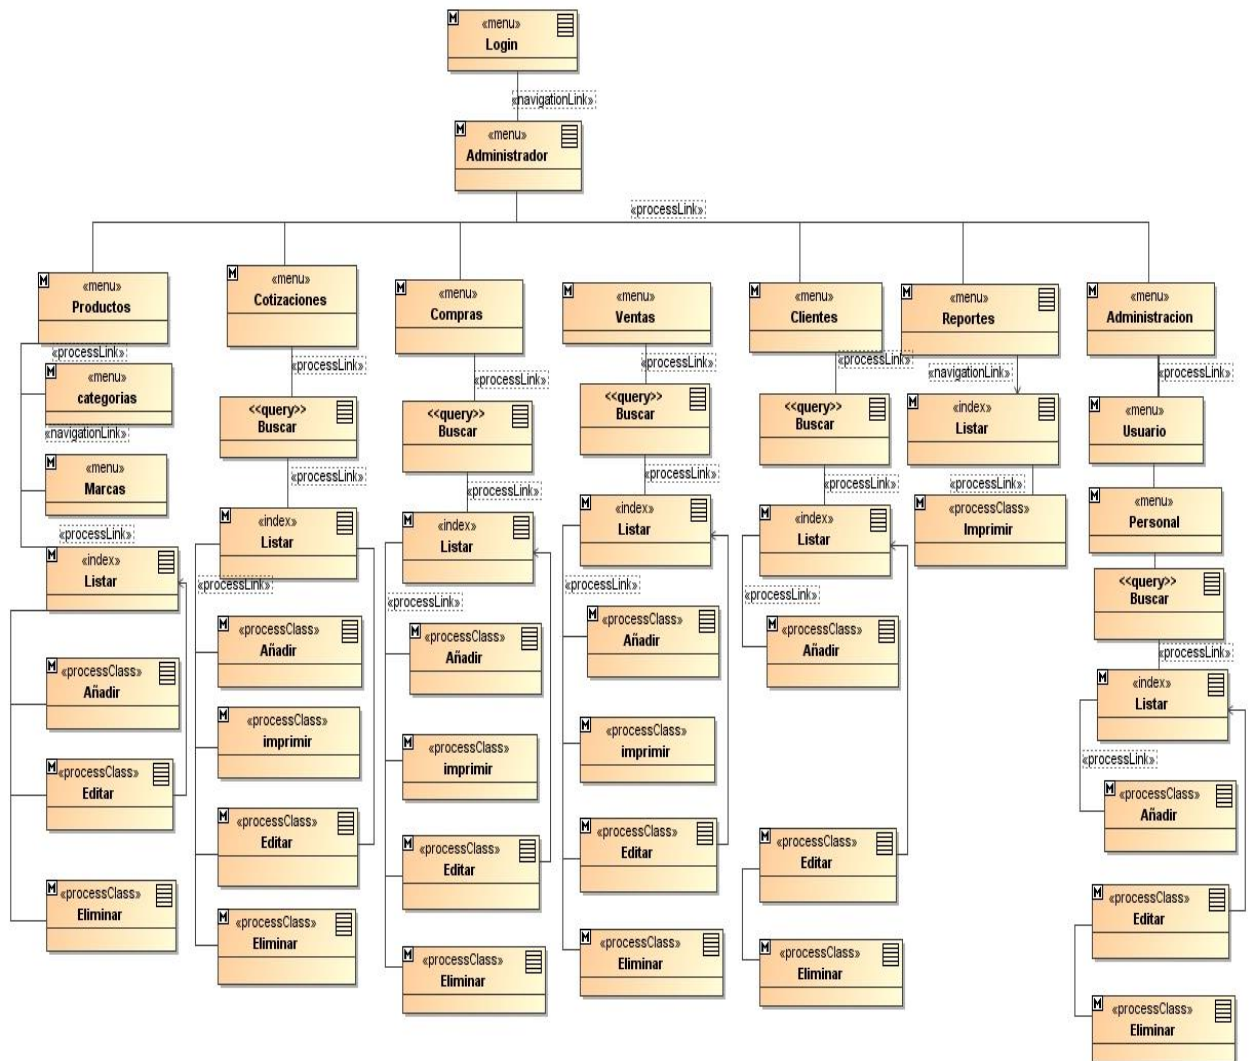 «menu»
Login
«navigationLink»
«menu»
Administrador
«processLink»
«menu»
Productos
«processLink»
«menu»
categorias
«navigationLink»
«menu»
Marcas
«processLink»
«index»
Listar
«processClass»
Añadir
«processClass»
Editar
«processClass»
Eliminar
«menu»
Cotizaciones
«processLink»
<<query>>
Buscar
«processLink»
«index»
Listar
«processLink»
«processClass»
Añadir
«processClass»
imprimir
«processClass»
Editar
«processClass»
Eliminar
«menu»
Compras
«processLink»
<<query>>
Buscar
«processLink»
«index»
Listar
«processLink»
«processClass»
Añadir
«processClass»
imprimir
«processClass»
Editar
«processClass»
Eliminar
«menu»
Ventas
«processLink»
<<query>>
Buscar
«processLink»
«index»
Listar
«processLink»
«processClass»
Añadir
«processClass»
imprimir
«processClass»
Editar
«processClass»
Eliminar
«menu»
Clientes
«processLink»
<<query>>
Buscar
«processLink»
«index»
Listar
«processLink»
«processClass»
Añadir
«processClass»
Editar
«processClass»
Eliminar
«menu»
Reportes
«navigationLink»
«index»
Listar
«processLink»
«processClass»
Imprimir
«menu»
Administracion
«processLink»
«menu»
Usuario
«menu»
Personal
<<query>>
Buscar
«processLink»
«index»
Listar
«processLink»
«processClass»
Añadir
«processClass»
Editar
«processClass»
Eliminar